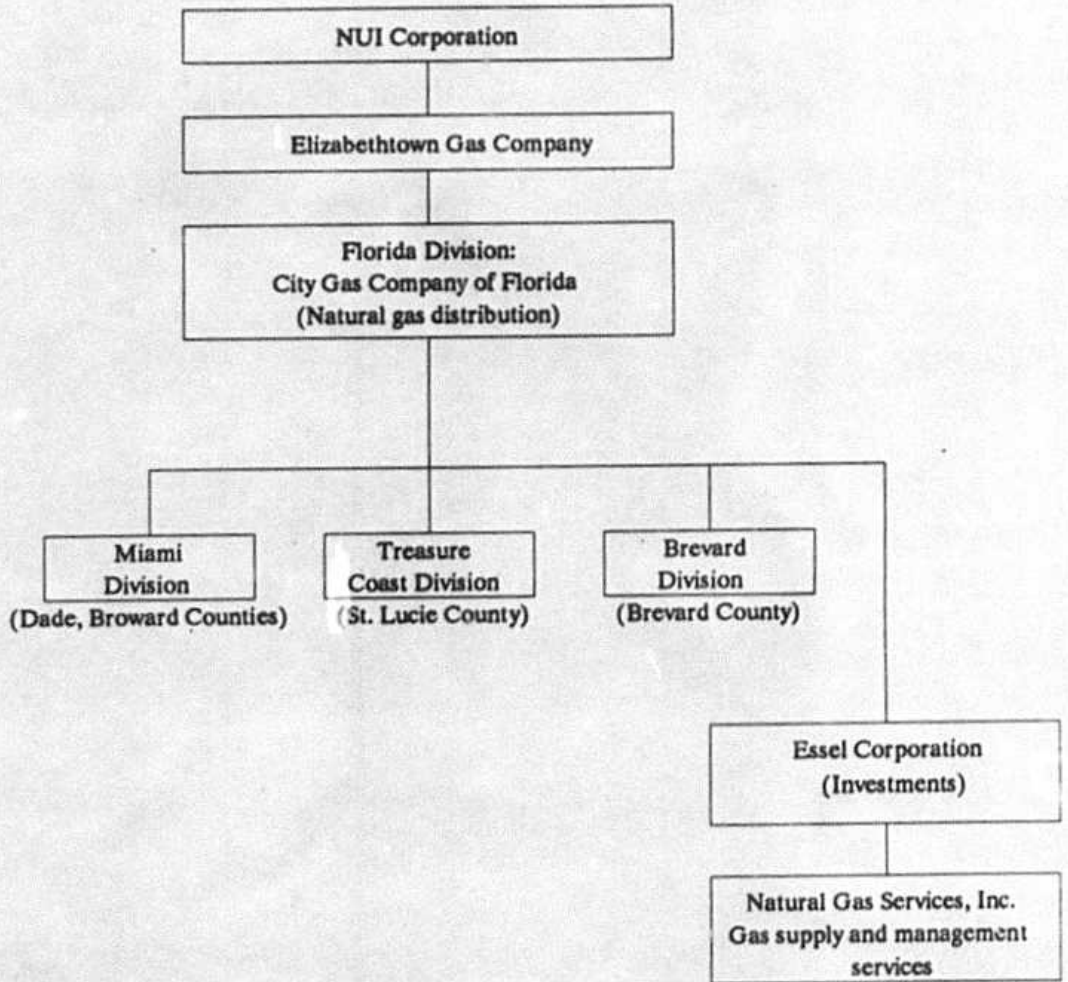 NUI Corporation
Elizabethtown Gas Company
Florida Division:
City Gas Company of Florida
(Natural gas distribution)
Miami
Division
(Dade, Broward Counties)
Treasure
Coast Division
(St. Lucie County)
Brevard
Division
(Brevard County)
Essel Corporation
(Investments)
Natural Gas Services, Inc.
Gas supply and management
services